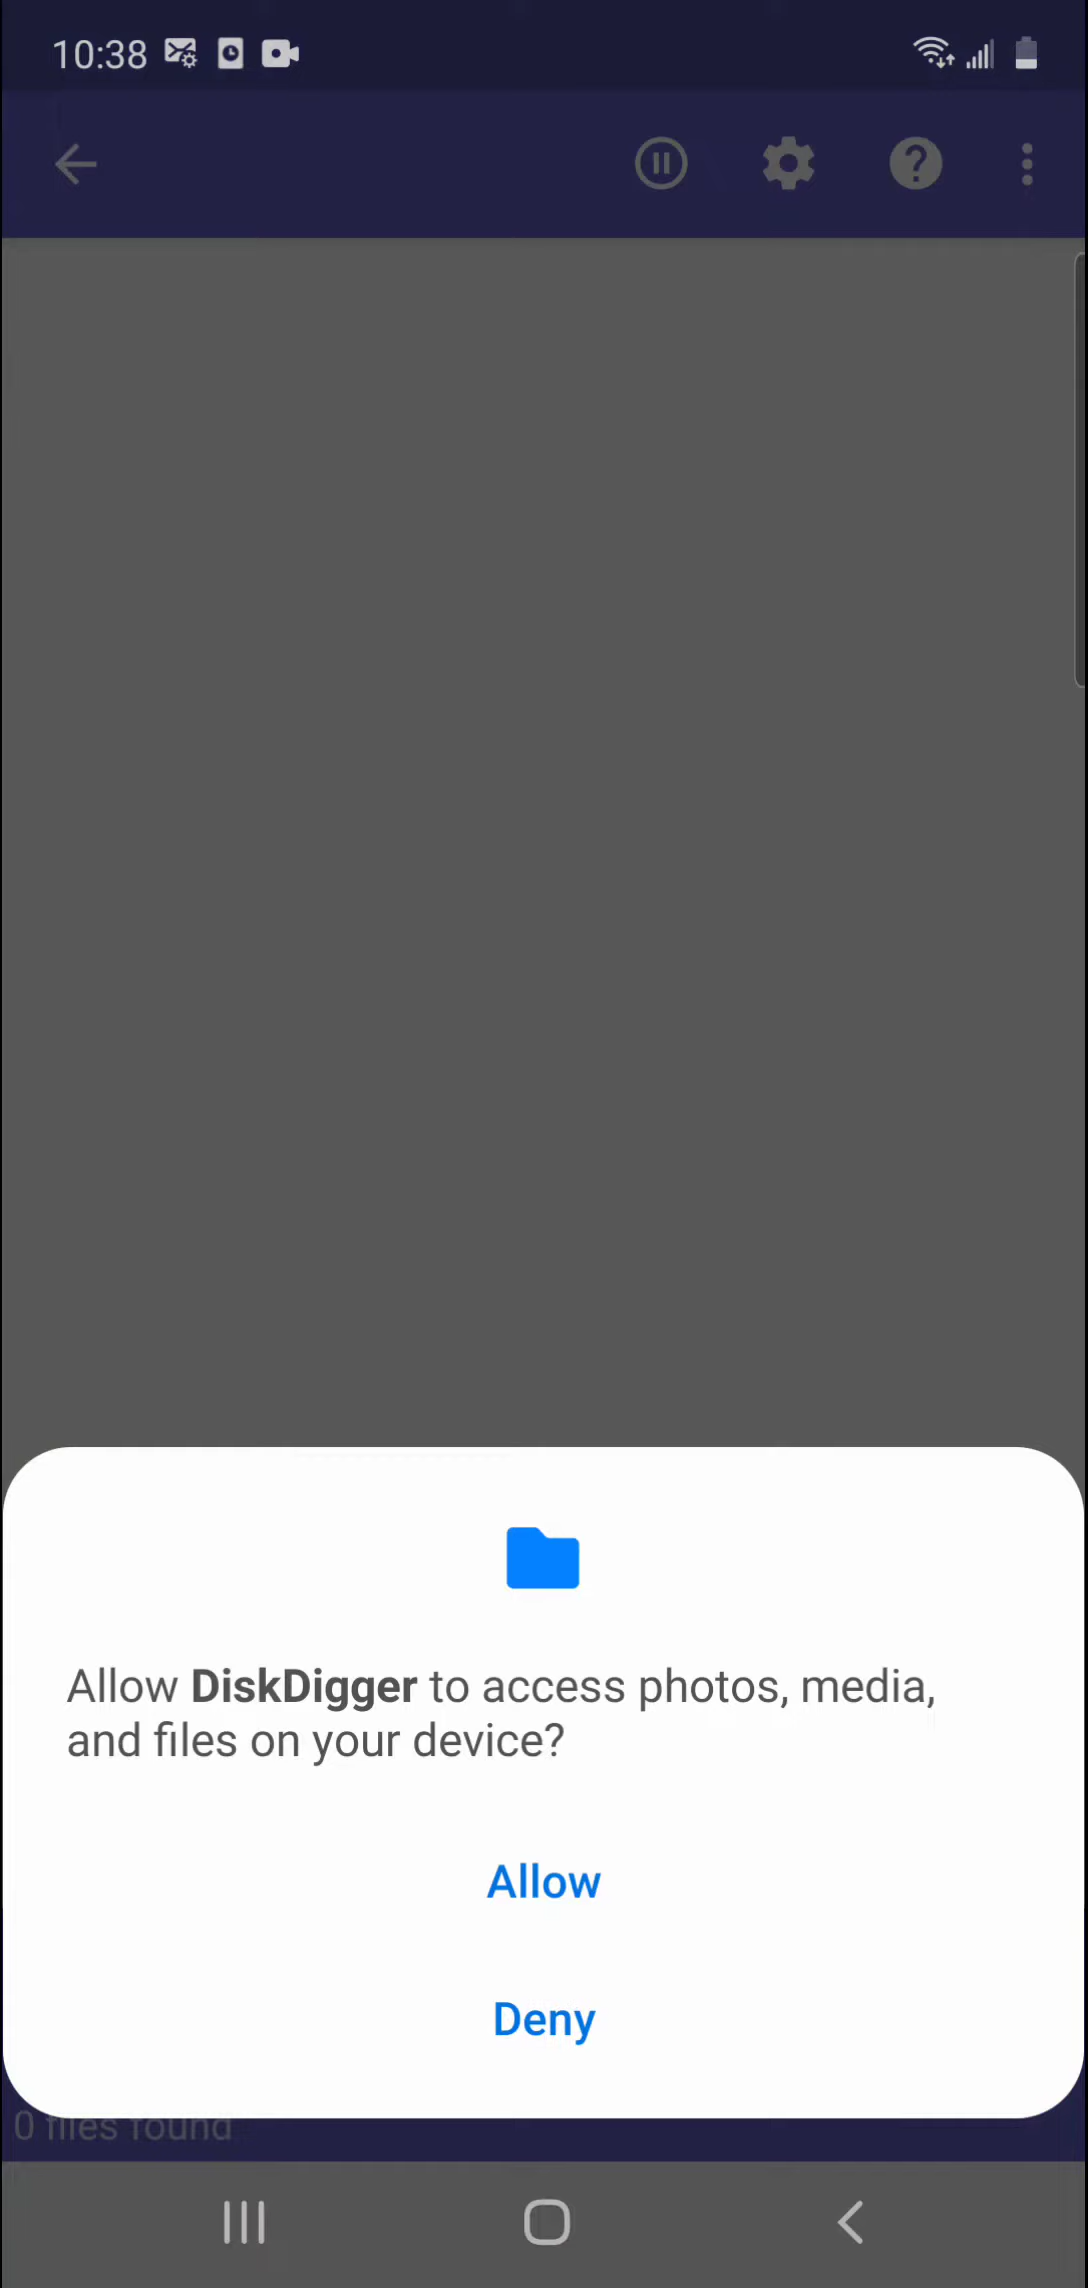 10:38
Allow DiskDigger to access photos, media,
and files on your device?
Allow
Deny
0 files found